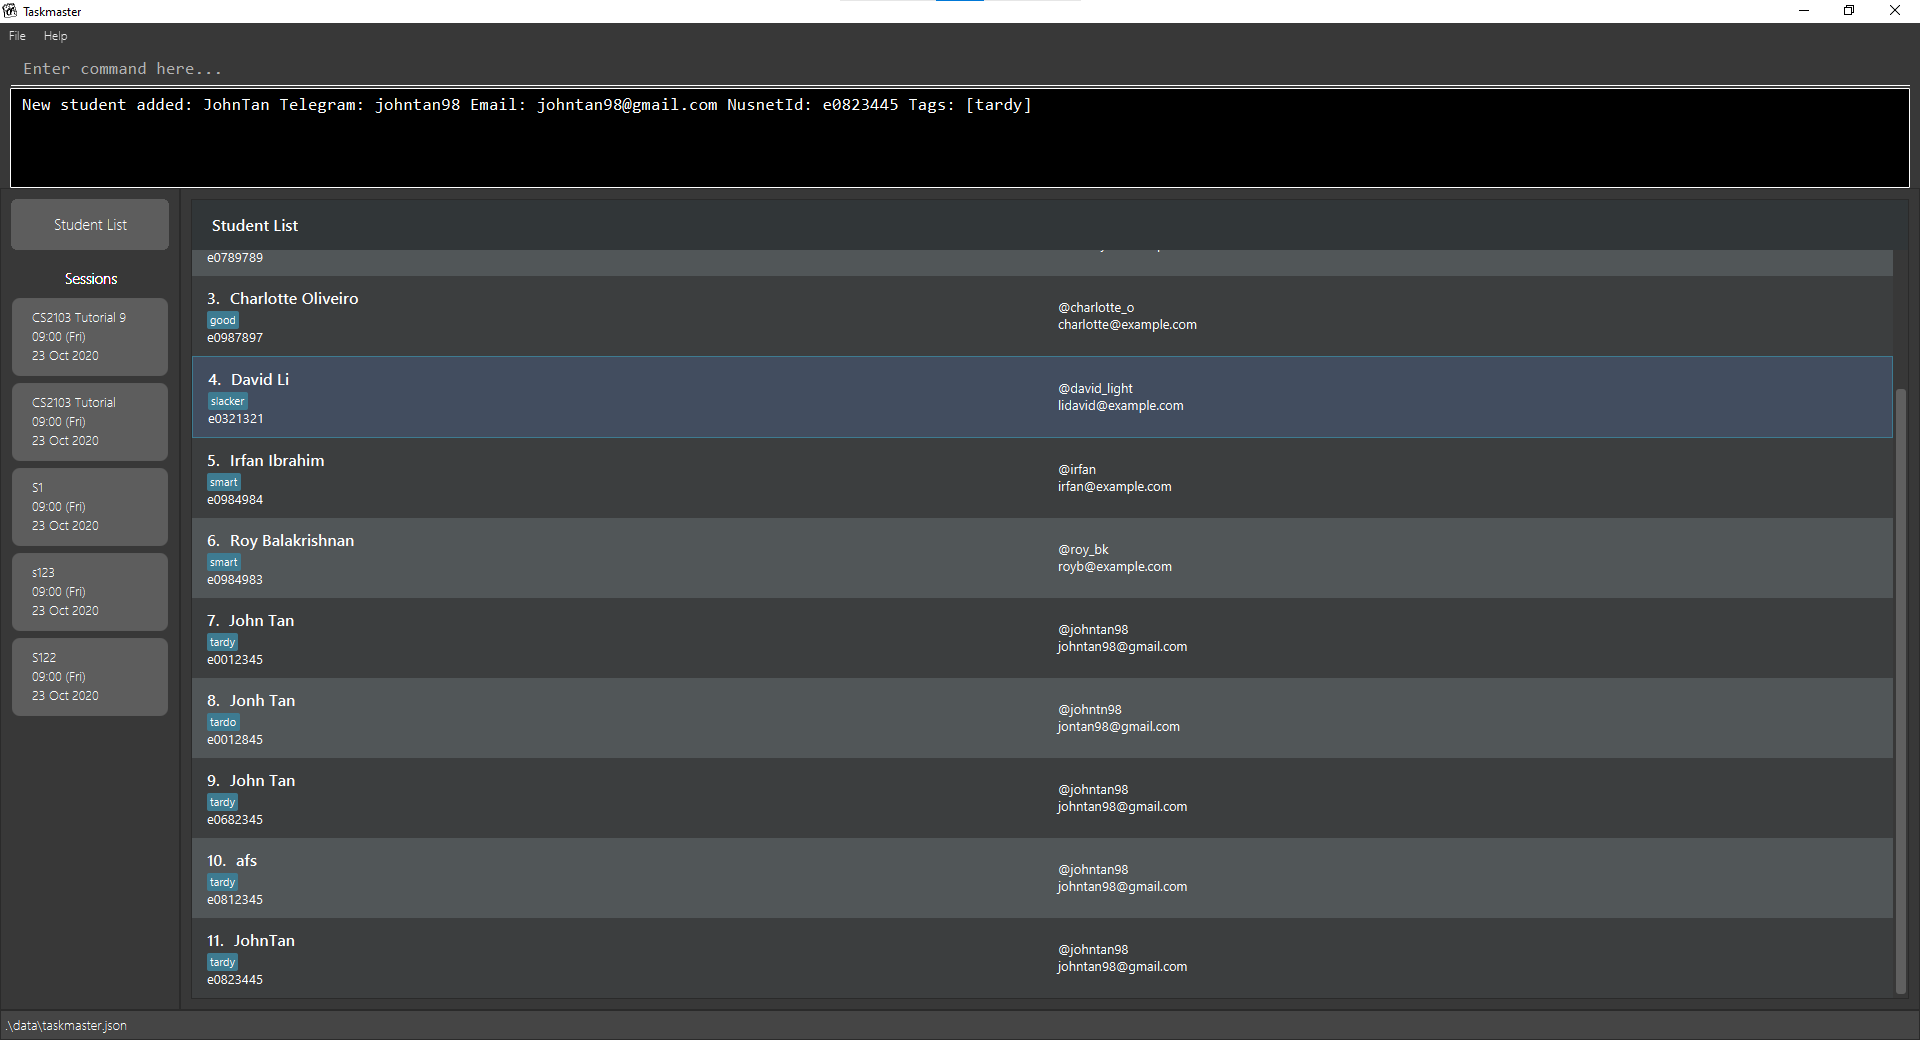 Taskmaster
File Help
Enter command here...
New student added: JohnTan Telegram: johntan98 Email: johntan98@gmail.com NusnetId: e0823445 Tags: [tardy]
Student List
Sessions
CS2103 Tutorial 9
09:00 (Fri)
23 Oct 2020
CS2103 Tutorial
09:00 (Fri)
23 Oct 2020
S1
09:00 (Fri)
23 Oct 2020
s123
09:00 (Fri)
23 Oct 2020
S122
09:00 (Fri)
23 Oct 2020
Student List
e0789789
3. Charlotte Oliveiro
good
e0987897
@charlotte_o
charlotte@example.com
4. David Li
slacker
e0321321
@david_light
lidavid@example.com
5. Irfan Ibrahim
smart
e0984984
@irfan
irfan@example.com
6. Roy Balakrishnan
smart
e0984983
@roy_bk
royb@example.com
7. John Tan
tardy
e0012345
@johntan98
johntan98@gmail.com
8. Jonh Tan
tardo
e0012845
@johntn98
jontan98@gmail.com
9. John Tan
tardy
e0682345
@johntan98
johntan98@gmail.com
10. afs
tardy
e0812345
@johntan98
johntan98@gmail.com
11. JohnTan
tardy
e0823445
@johntan98
johntan98@gmail.com
.\data\taskmaster.json